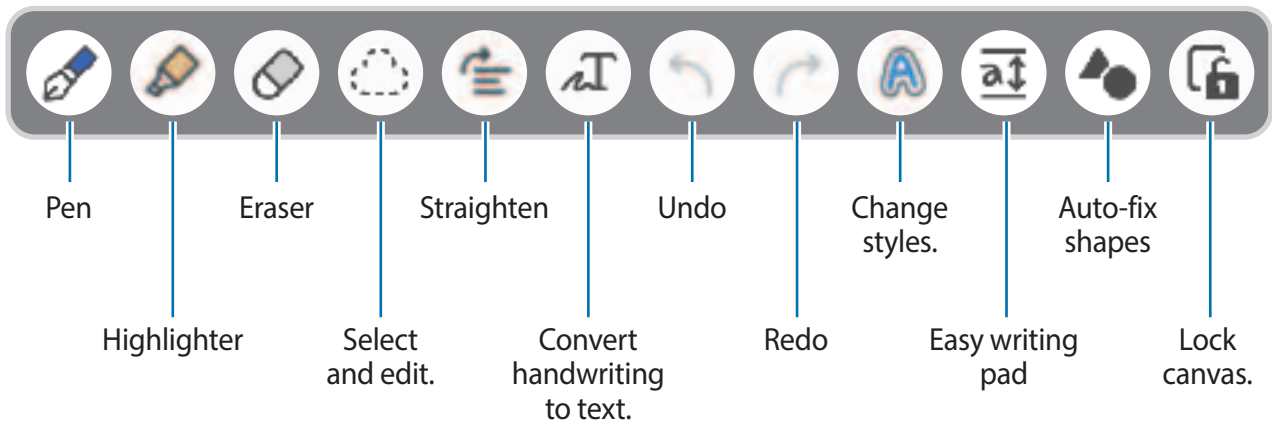 Pen
Eraser
Straighten
Undo
Change
styles.
Auto-fix
shapes
Highlighter
Select
and edit.
Convert
handwriting
to text.
Redo
Easy writing
pad
Lock
canvas.